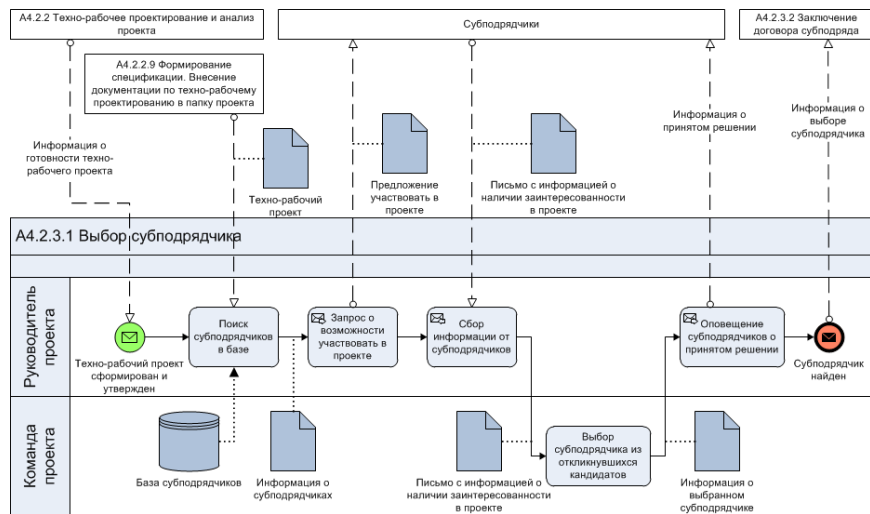 А4.2.2 Техно-рабочее проектирование и анализ
проекта
Субподрядчики
А4.2.3.2 Заключение
договора субподряда
А4.2.2.9 Формирование
спецификации. Внесение
документации по техно-рабочему
проектированию в папку проекта
Информация о
готовности техно-
рабочего проекта
Техно-рабочий
проект
Предложение
участвовать в
проекте
Письмо с информацией о
наличии заинтересованности
в проекте
Информация о
принятом решении
Информация о
выборе
субподрядчика
А4.2.3.1 Выбор субподрядчика
Руководитель
проекта
Техно-рабочий проект
сформирован и
утвержден
Поиск
субподрядчиков
в базе
Запрос о
возможности
участвовать в
проекте
Сбор
информации от
субподрядчиков
Оповещение
субподрядчиков о
принятом решении
Субподрядчик
найден
Команда
проекта
База субподрядчиков
Информация о
субподрядчиках
Письмо с информацией о
наличии заинтересованности
в проекте
Выбор
субподрядчика из
откликнувшихся
кандидатов
Информация о
выбранном
субподрядчике